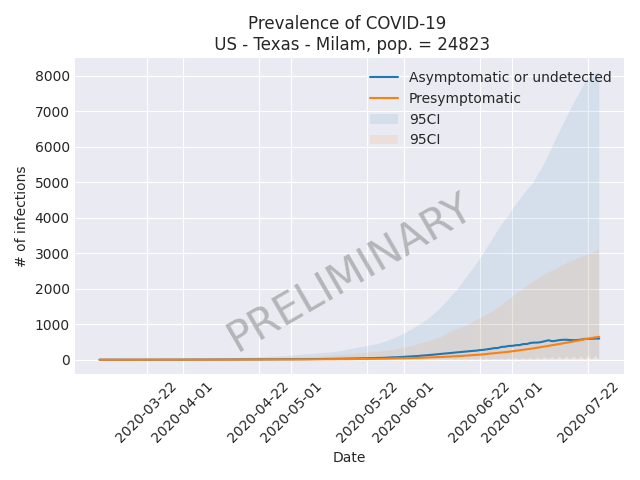 Prevalence of COVID-19
US - Texas - Milam, pop. = 24823
8000
7000
6000
5000
4000
3000
2000
1000
0
# of infections
Asymptomatic or undetected
Presymptomatic
95CI
95CI
PRELIMINARY
2020-03-22
2020-04-01
2020-04-22
2020-05-01
2020-05-22
2020-06-01
2020-06-22
2020-07-01
2020-07-22
Date